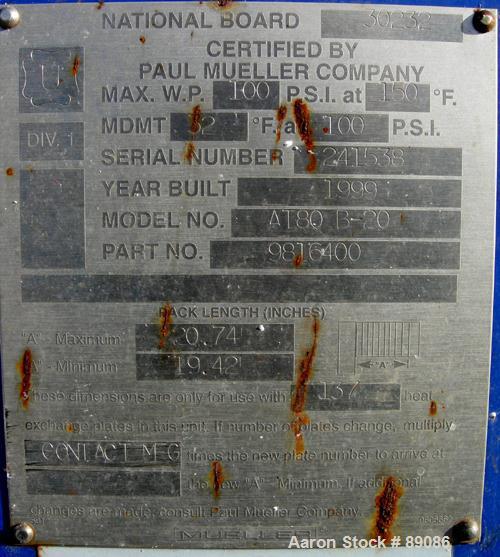 NATIONAL BOARD 30232
CERTIFIED BY
PAUL MUELLER COMPANY
U
MAX. W.P. 100 P.S.I. at 150 °F.
DIV. 1
MDMT 32 °F. at 100 P.S.I.
SERIAL NUMBER 241538
YEAR BUILT 1999
MODEL NO. AT80 B-20
PART NO. 9816400
PACK LENGTH (INCHES)
"A" - Maximum 20.74
"A" - Minimum 19.42
"A"
These dimensions are only for use with 137 heat
exchange plates in this unit. If number of plates change, multiply
CONTACT MFG times the new plate number to arrive at
the new "A" - Minimum. If additional
changes are made, consult Paul Mueller Company.
MUELLER
Aaron Stock # 89086